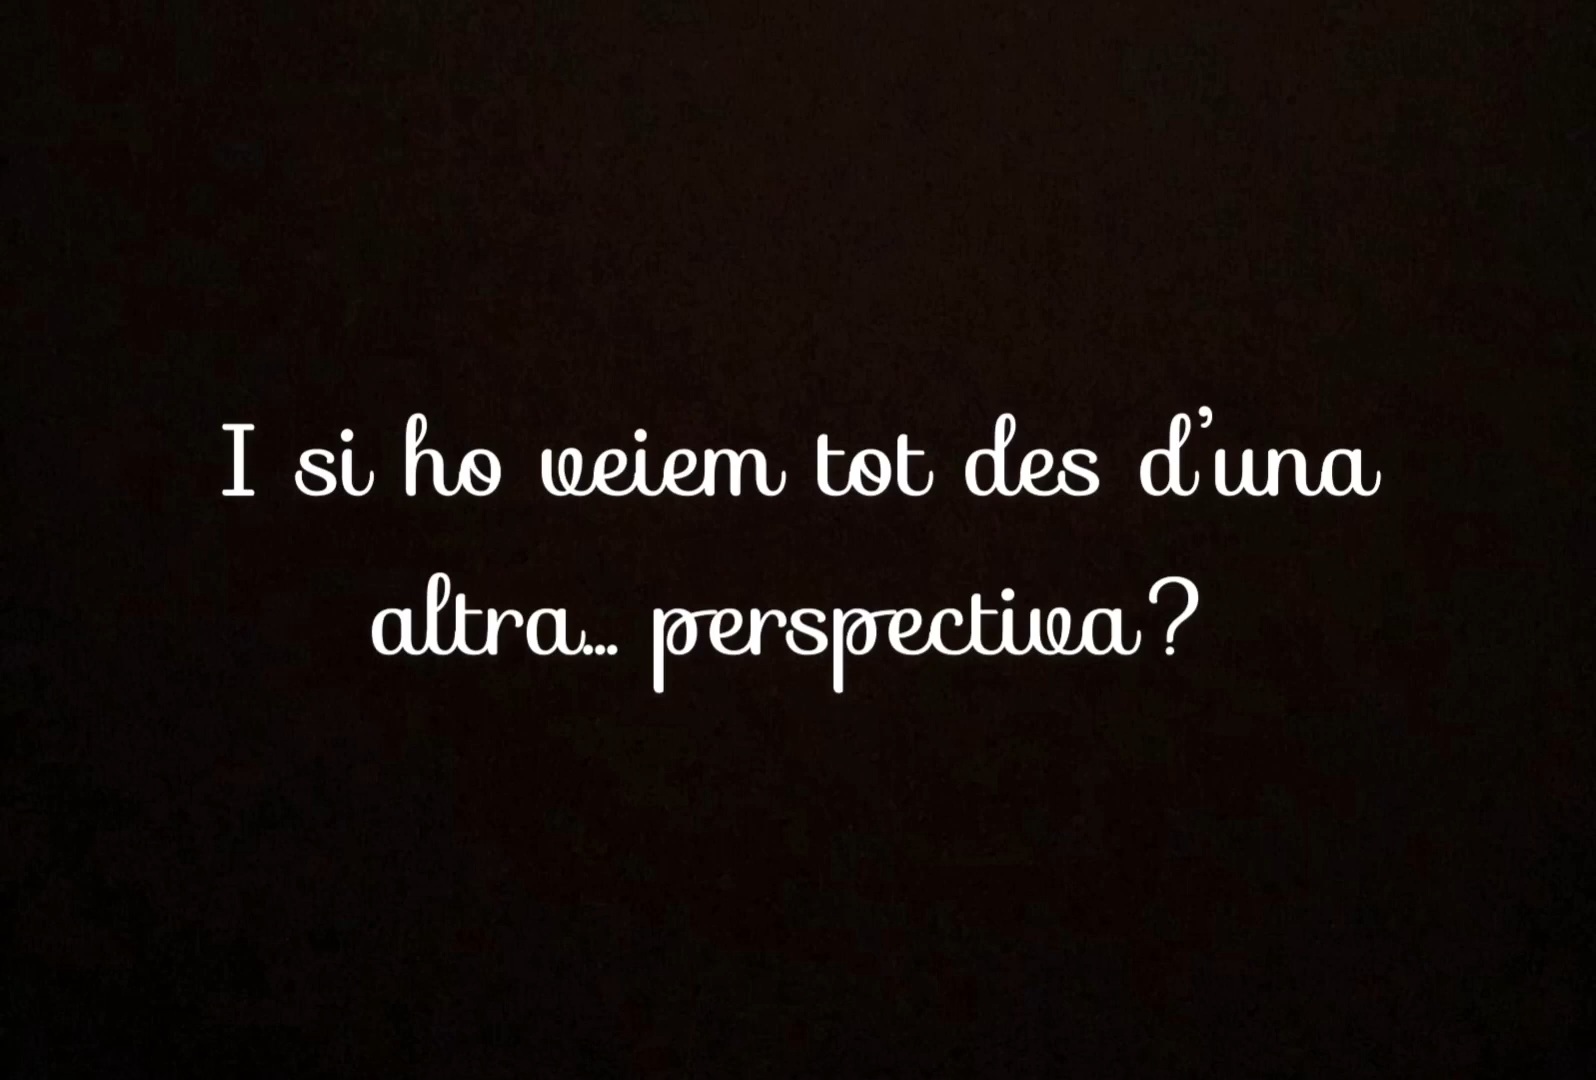 I si ho veiem tot des d'una
altra... perspectiva?